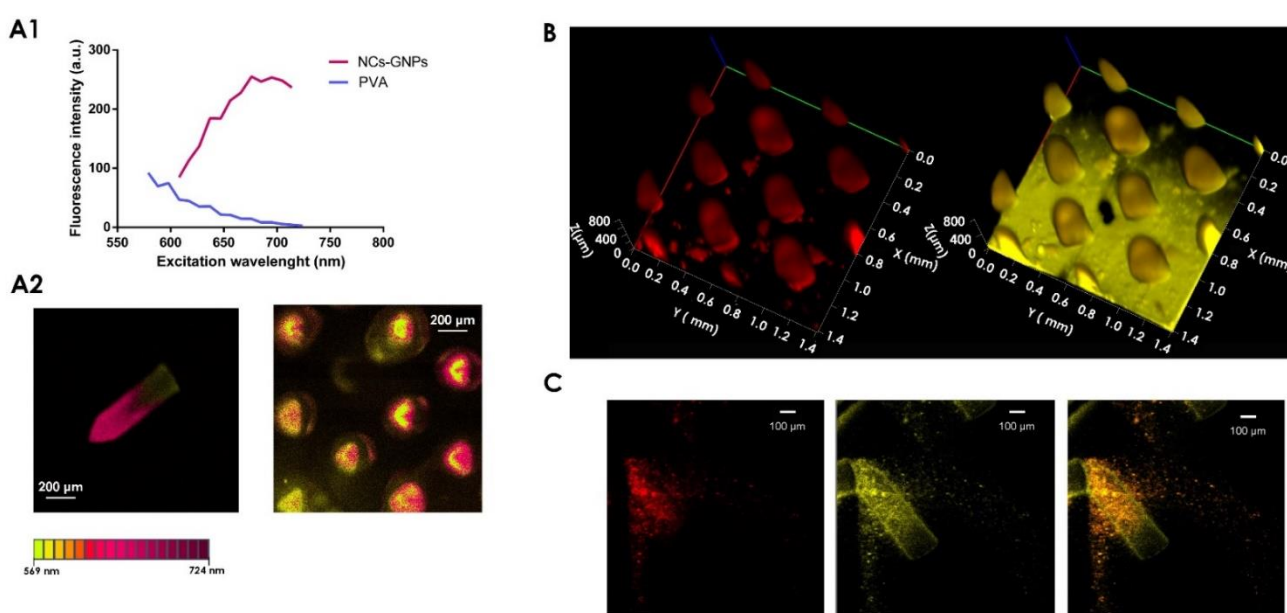 A1
300
200
100
0
Fluorescence intensity (a.u.)
550
600
650
700
750
800
Excitation wavelenght (nm)
NCs-GNPs
PVA
A2
200 µm
200 µm
569 nm
724 nm
B
800
400
0
z(µm)
0.0
0.2
0.4
0.6
0.8
1.0
1.2
1.4
Y ( mm)
0.0
0.2
0.4
0.6
0.8
1.0
1.2
1.4
X (mm)
800
400
0
z(µm)
0.0
0.2
0.4
0.6
0.8
1.0
1.2
1.4
Y ( mm)
0.0
0.2
0.4
0.6
0.8
1.0
1.2
1.4
X (mm)
C
100 µm
100 µm
100 µm